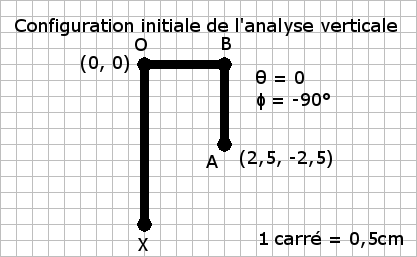 Configuration initiale de l'analyse verticale
O B
(0, 0)
θ = 0
ϕ = -90°
A (2,5, -2,5)
X
1 carré = 0,5cm